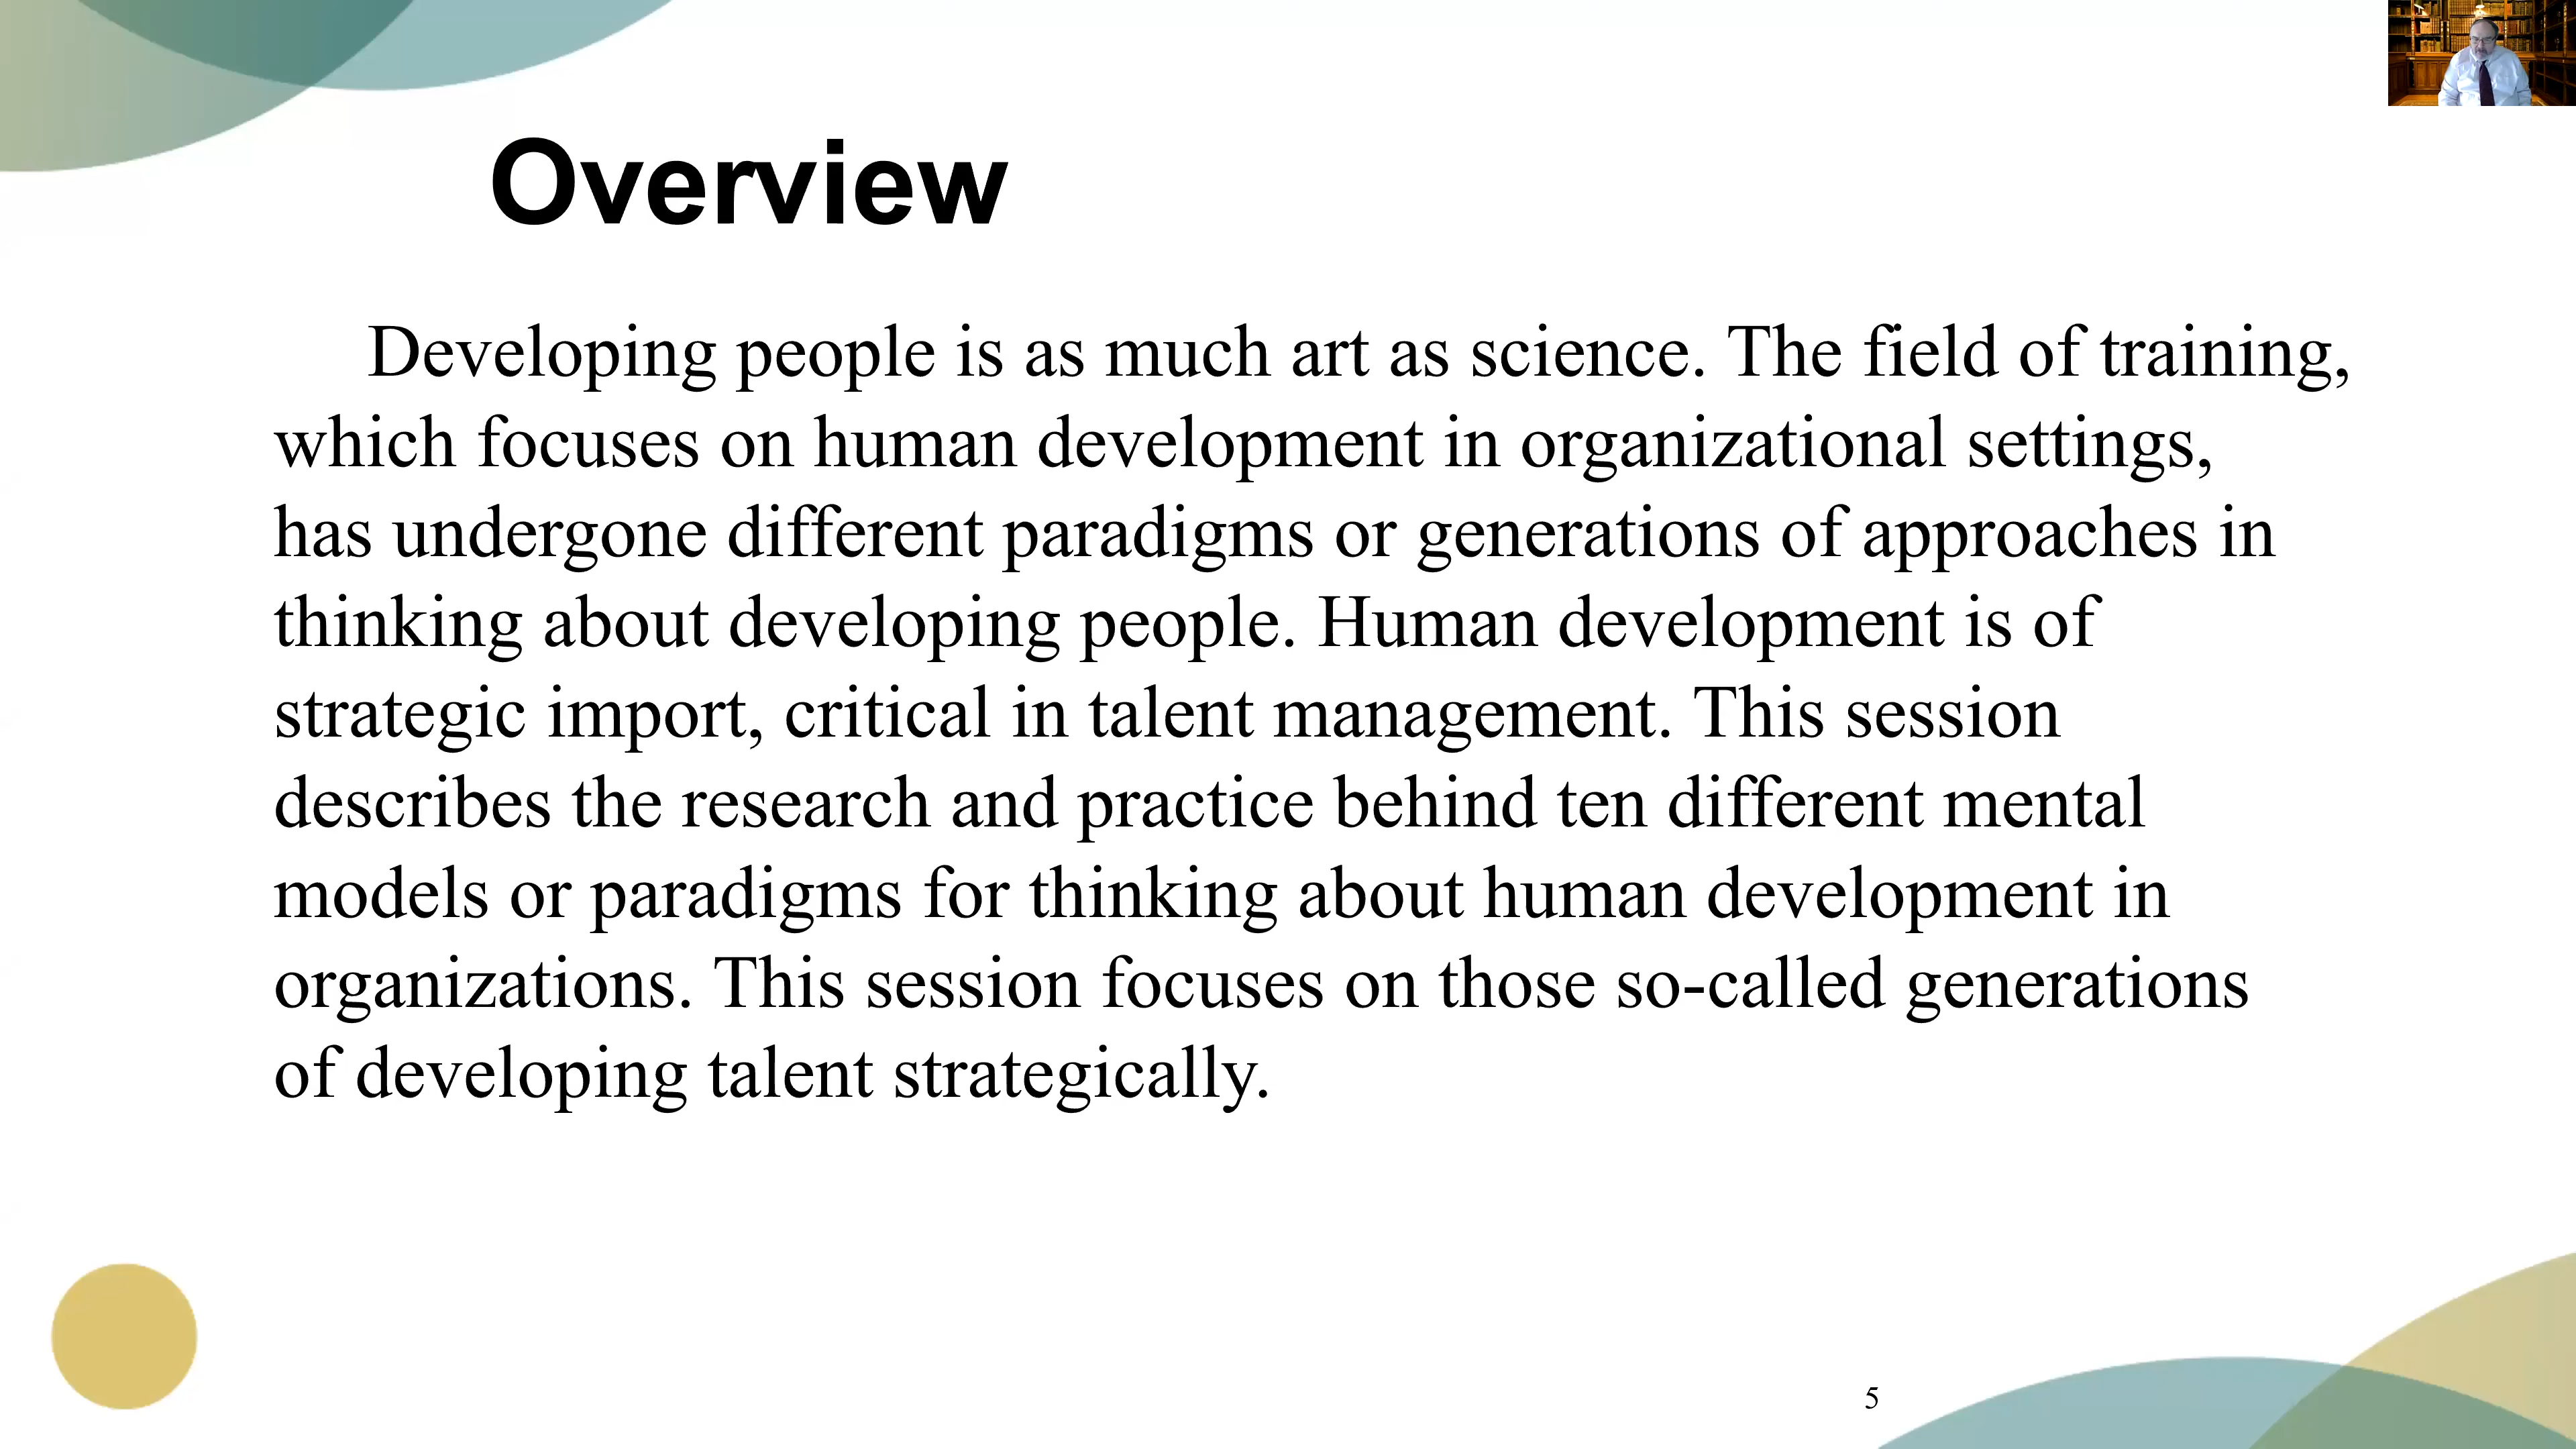 Overview
Developing people is as much art as science. The field of training,
which focuses on human development in organizational settings,
has undergone different paradigms or generations of approaches in
thinking about developing people. Human development is of
strategic import, critical in talent management. This session
describes the research and practice behind ten different mental
models or paradigms for thinking about human development in
organizations. This session focuses on those so-called generations
of developing talent strategically.
5